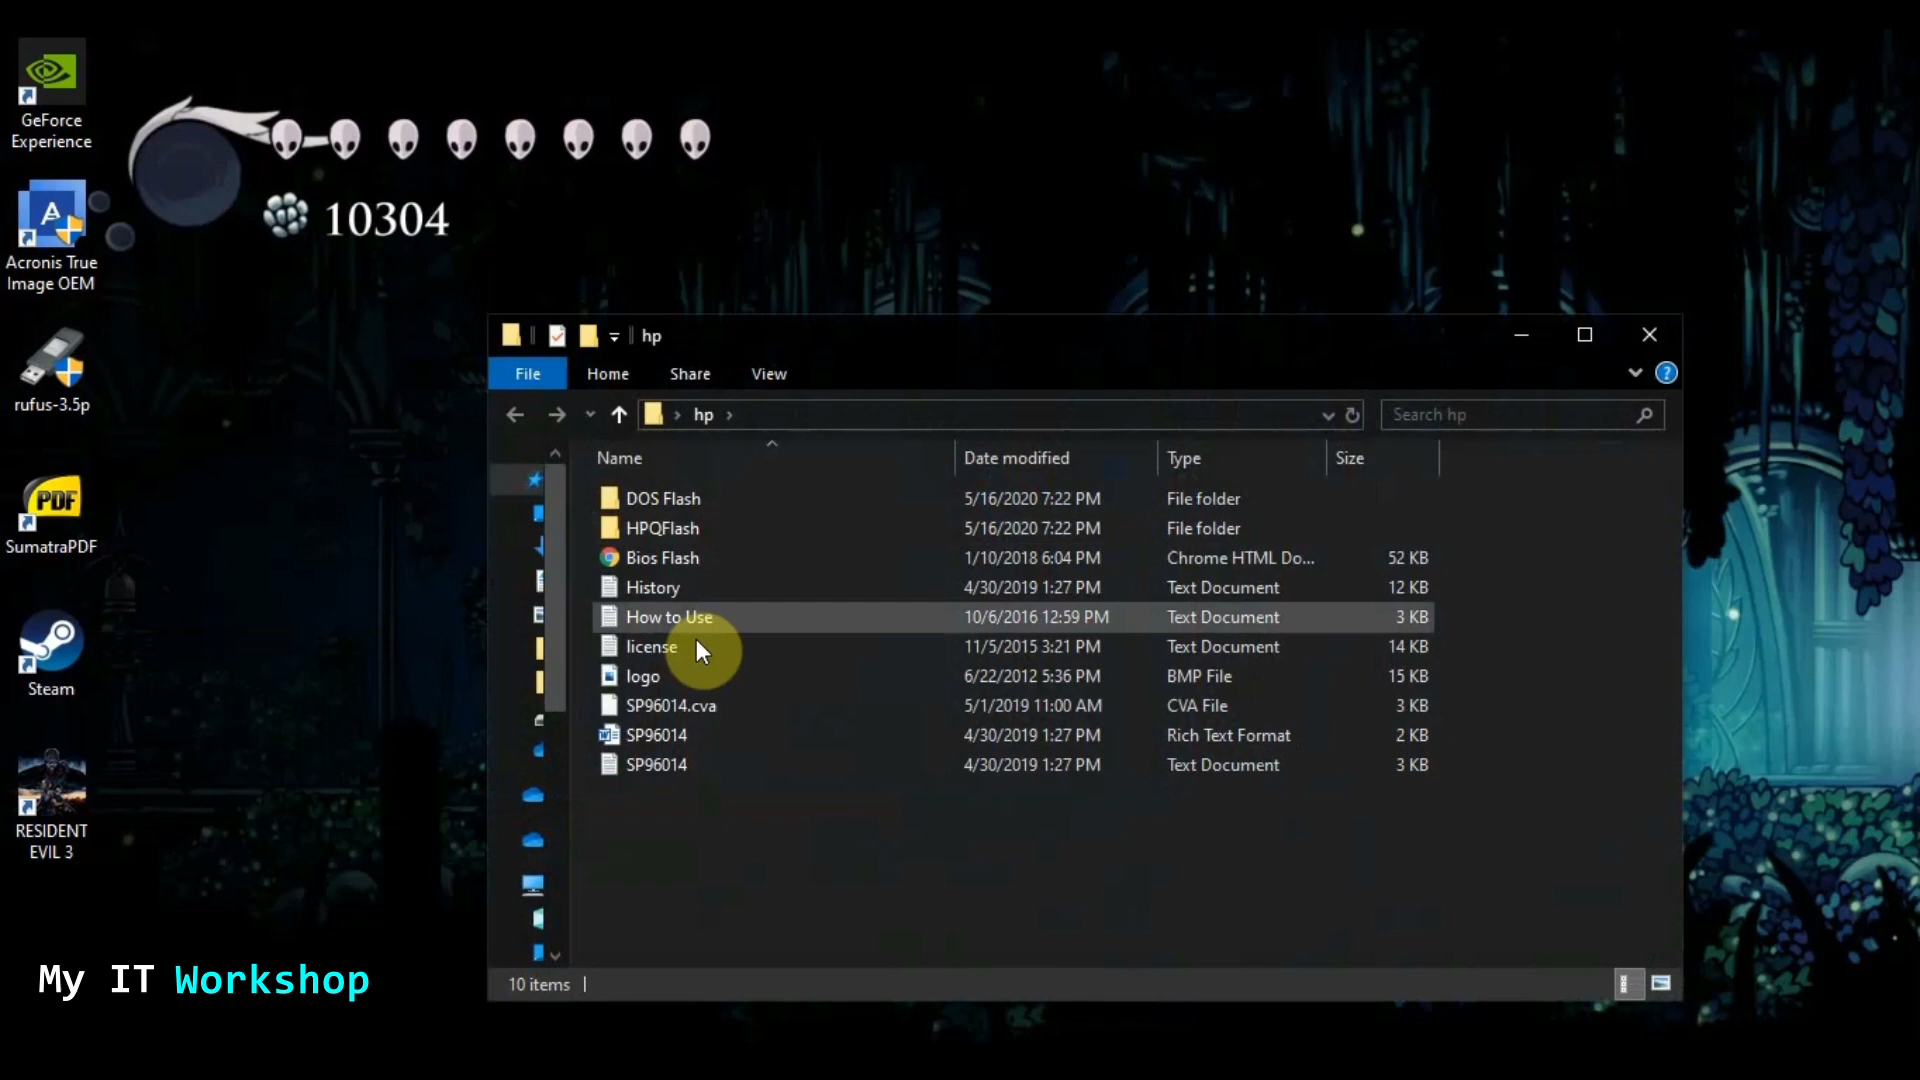 GeForce
Experience
10304
Acronis True
Image OEM
rufus-3.5p
PDF
SumatraPDF
Steam
RESIDENT
EVIL 3
My IT Workshop
hp
File Home Share View
hp
Search hp
Name Date modified Type Size
DOS Flash 5/16/2020 7:22 PM File folder
HPQFlash 5/16/2020 7:22 PM File folder
Bios Flash 1/10/2018 6:04 PM Chrome HTML Do... 52 KB
History 4/30/2019 1:27 PM Text Document 12 KB
How to Use 10/6/2016 12:59 PM Text Document 3 KB
license 11/5/2015 3:21 PM Text Document 14 KB
logo 6/22/2012 5:36 PM BMP File 15 KB
SP96014.cva 5/1/2019 11:00 AM CVA File 3 KB
SP96014 4/30/2019 1:27 PM Rich Text Format 2 KB
SP96014 4/30/2019 1:27 PM Text Document 3 KB
10 items